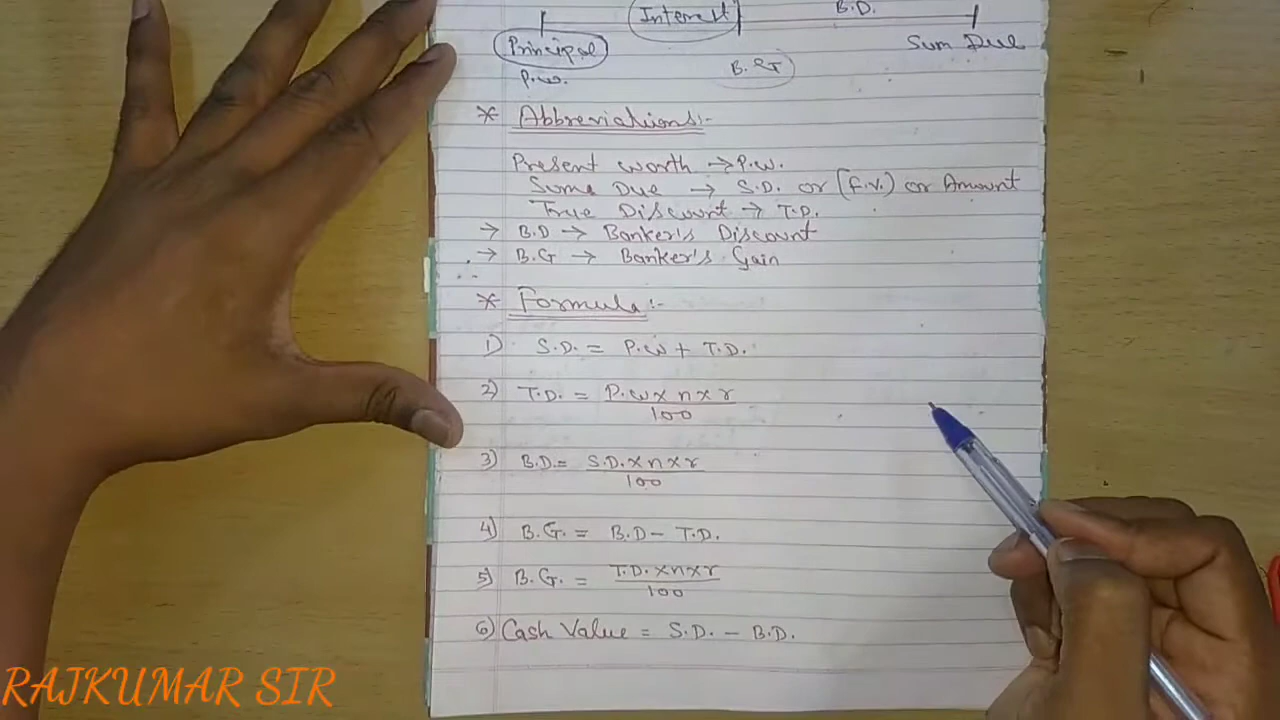 Interest B.D.
Principal Sum Due
P.W. B.G
* Abbreviations:-
Present worth → P.W.
Sume Due → S.D. or (F.V.) or Amount
True Discount → T.D.
→ B.D → Banker's Discount
→ B.G → Banker's Gain
* Formula:-
1) S.D. = P.W + T.D.
2) T.D. = P.W x n x r
100
3) B.D. = S.D. x n x r
100
4) B.G. = B.D - T.D.
5) B.G. = T.D. x n x r
100
6) Cash Value = S.D. - B.D.
RAJKUMAR SIR